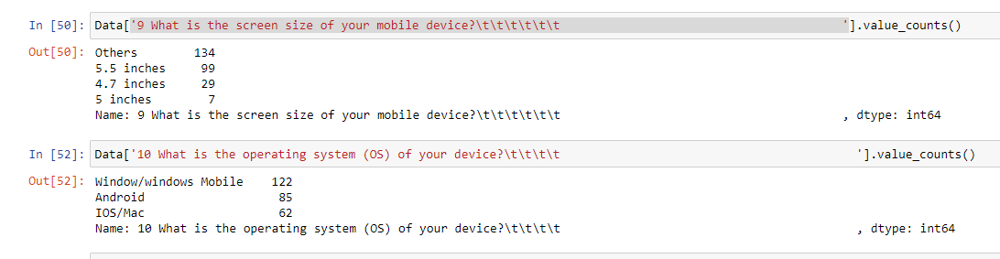 In [50]: Data['9 What is the screen size of your mobile device?\t\t\t\t\t\t                                        '].value_counts()
Out[50]: Others        134
5.5 inches     99
4.7 inches     29
5 inches        7
Name: 9 What is the screen size of your mobile device?\t\t\t\t\t\t                                        , dtype: int64
In [52]: Data['10 What is the operating system (OS) of your device?\t\t\t\t                                          '].value_counts()
Out[52]: Window/windows Mobile    122
Android                   85
IOS/Mac                   62
Name: 10 What is the operating system (OS) of your device?\t\t\t\t                                          , dtype: int64